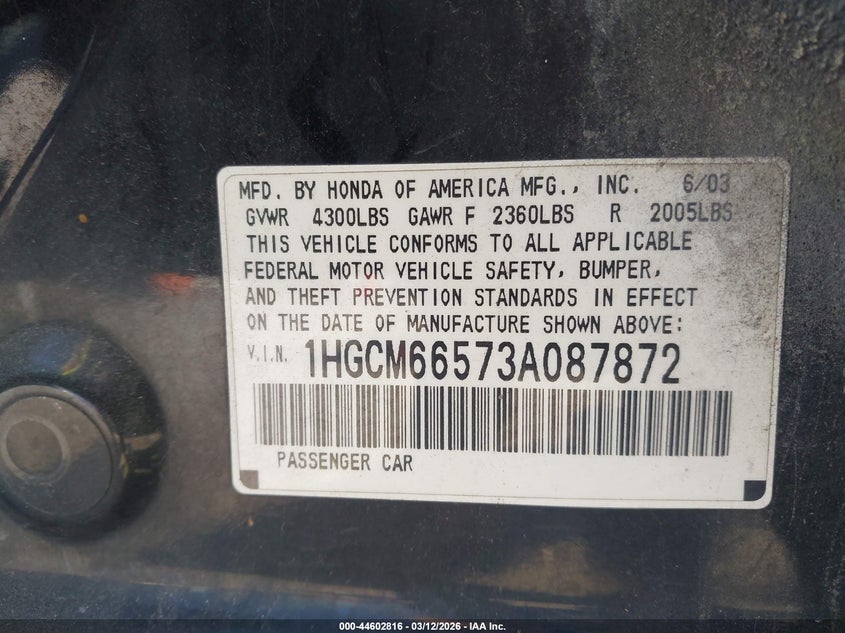 MFD. BY HONDA OF AMERICA MFG., INC. 6/03
GVWR 4300LBS GAWR F 2360LBS R 2005LBS
THIS VEHICLE CONFORMS TO ALL APPLICABLE
FEDERAL MOTOR VEHICLE SAFETY, BUMPER,
AND THEFT PREVENTION STANDARDS IN EFFECT
ON THE DATE OF MANUFACTURE SHOWN ABOVE:
V.I.N. 1HGCM66573A087872
PASSENGER CAR
000-44602816 - 03/12/2026 - IAA Inc.